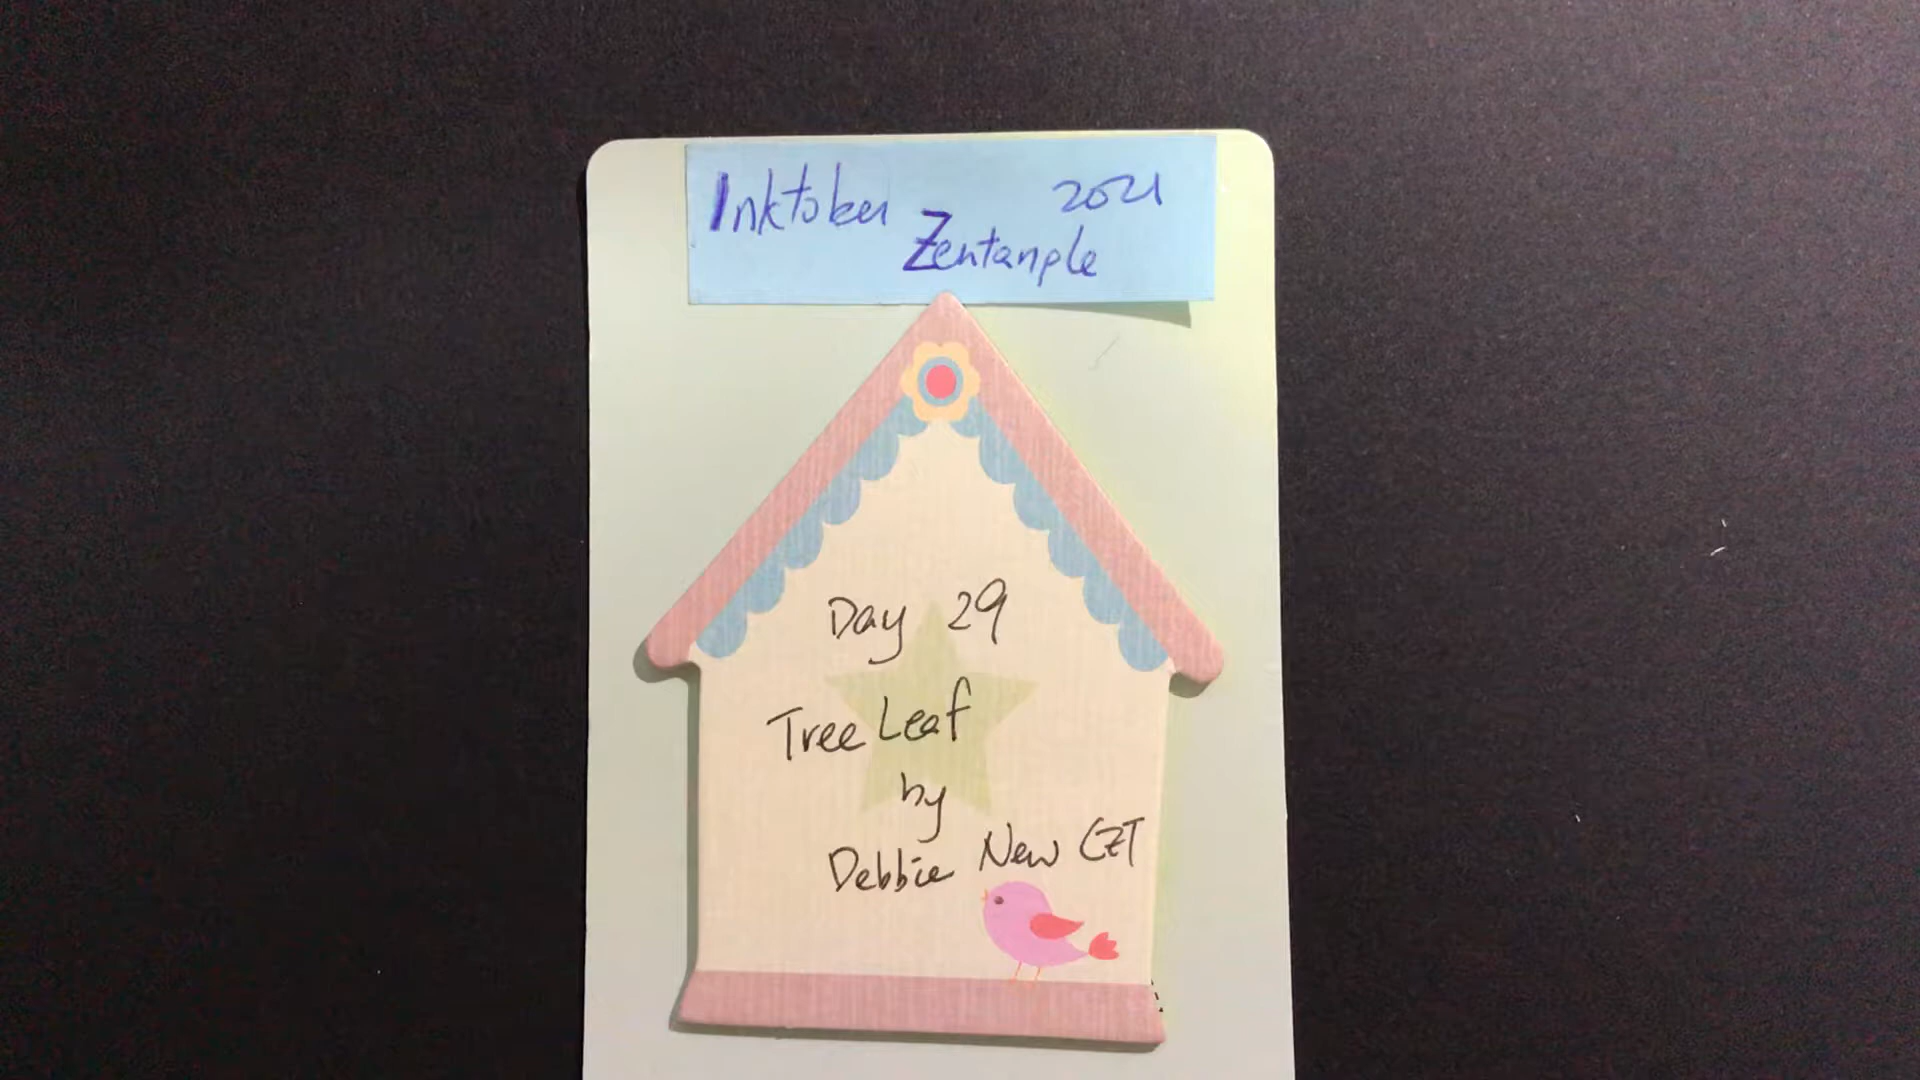 Inktober 2021
Zentangle
Day 29
Tree Leaf
by
Debbie New CZT